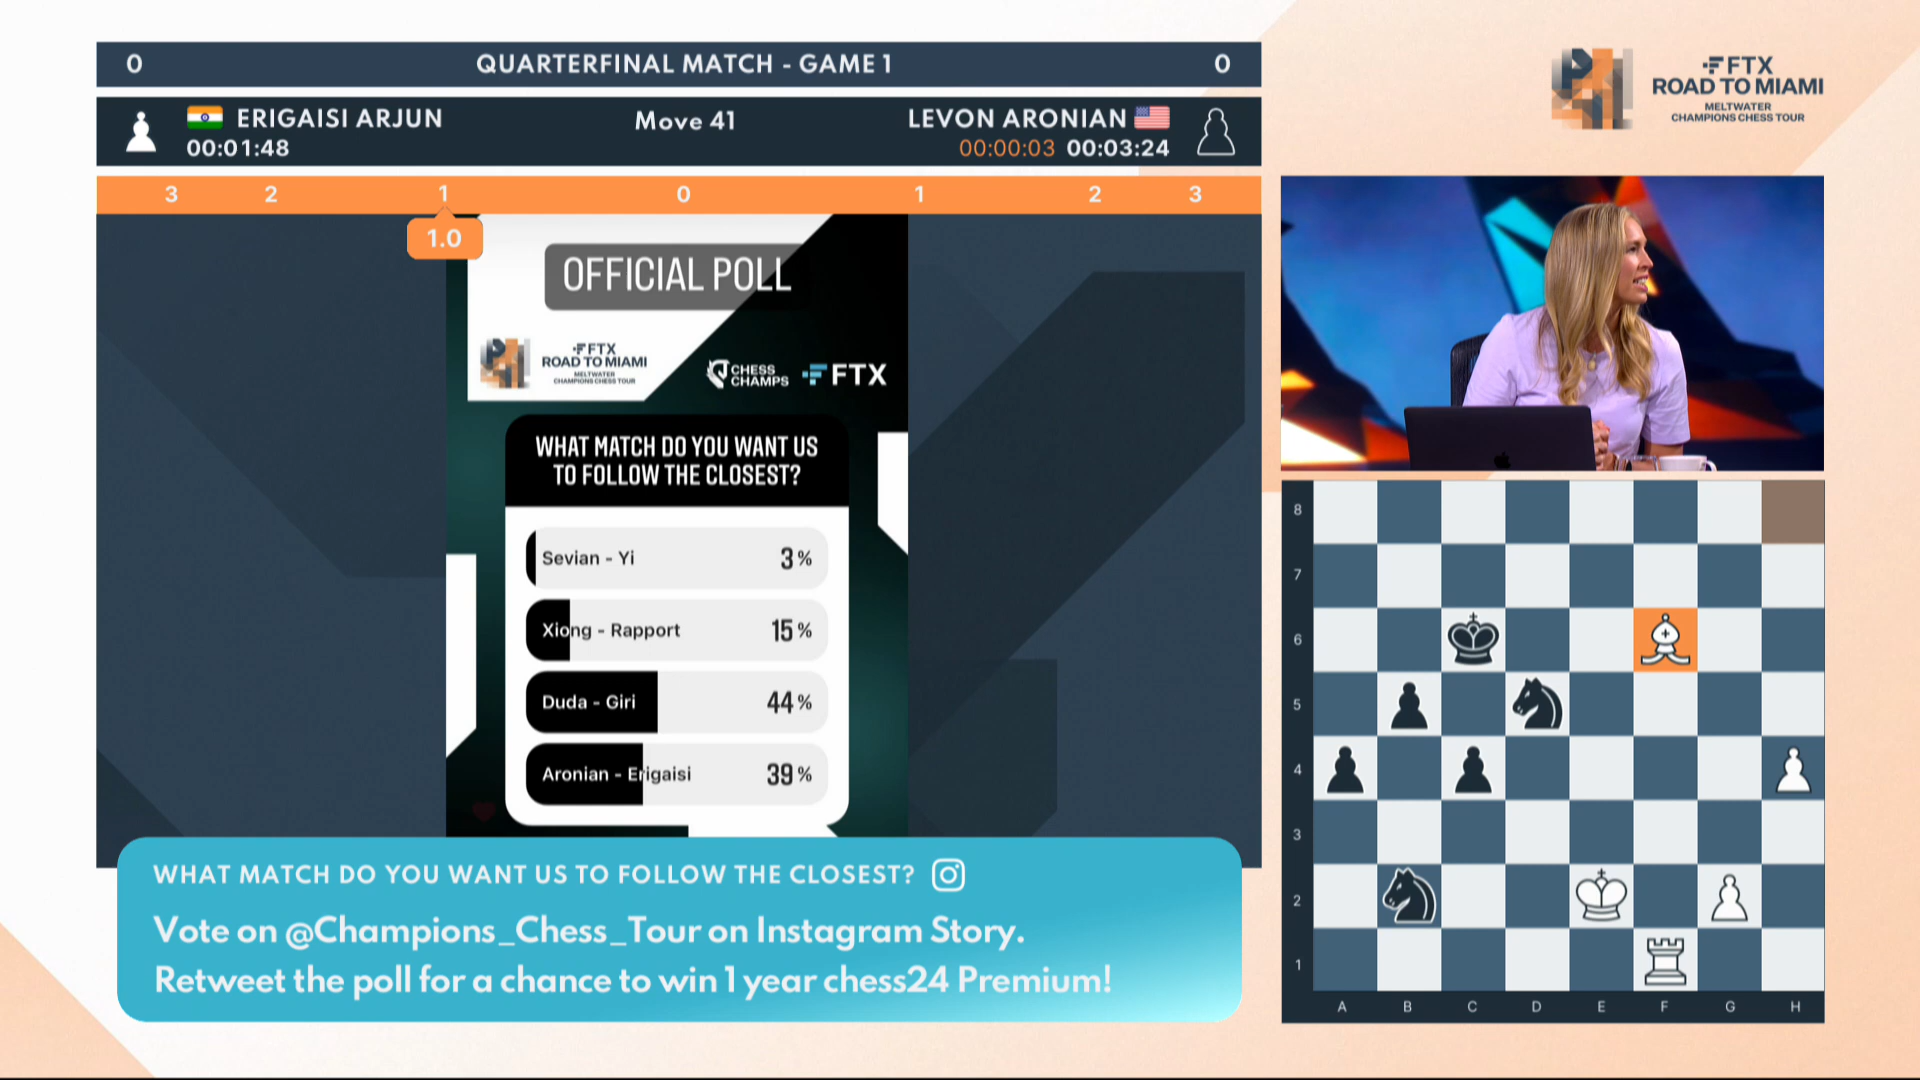 0 QUARTERFINAL MATCH - GAME 1 0
ERIGAISI ARJUN Move 41 LEVON ARONIAN
00:01:48 00:00:03 00:03:24
3 2 1 0 1 2 3
1.0
OFFICIAL POLL
FTX
ROAD TO MIAMI
MELTWATER
CHAMPIONS CHESS TOUR
CHESS
CHAMPS
FTX
WHAT MATCH DO YOU WANT US
TO FOLLOW THE CLOSEST?
Sevian - Yi 3%
Xiong - Rapport 15%
Duda - Giri 44%
Aronian - Erigaisi 39%
WHAT MATCH DO YOU WANT US TO FOLLOW THE CLOSEST?
Vote on @Champions_Chess_Tour on Instagram Story.
Retweet the poll for a chance to win 1 year chess24 Premium!
FTX
ROAD TO MIAMI
MELTWATER
CHAMPIONS CHESS TOUR
8
7
6
5
4
3
2
1
A B C D E F G H